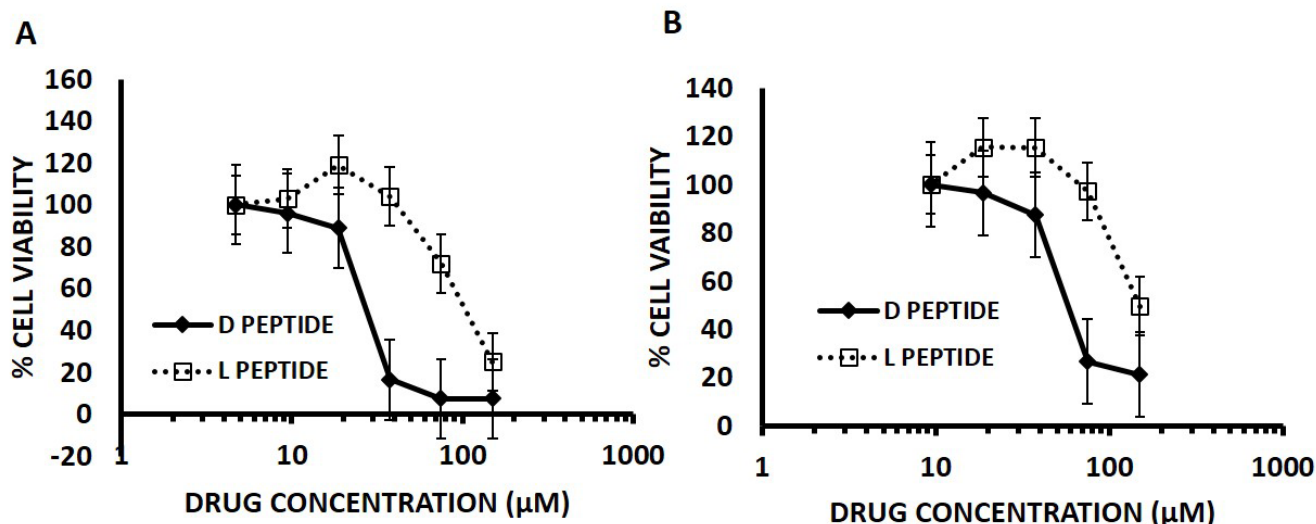 A
160
140
120
100
80
60
40
20
0
-20
% CELL VIABILITY
D PEPTIDE
L PEPTIDE
1 10 100 1000
DRUG CONCENTRATION (µM)
B
140
120
100
80
60
40
20
0
% CELL VAIBILITY
D PEPTIDE
L PEPTIDE
1 10 100 1000
DRUG CONCENTRATION (µM)